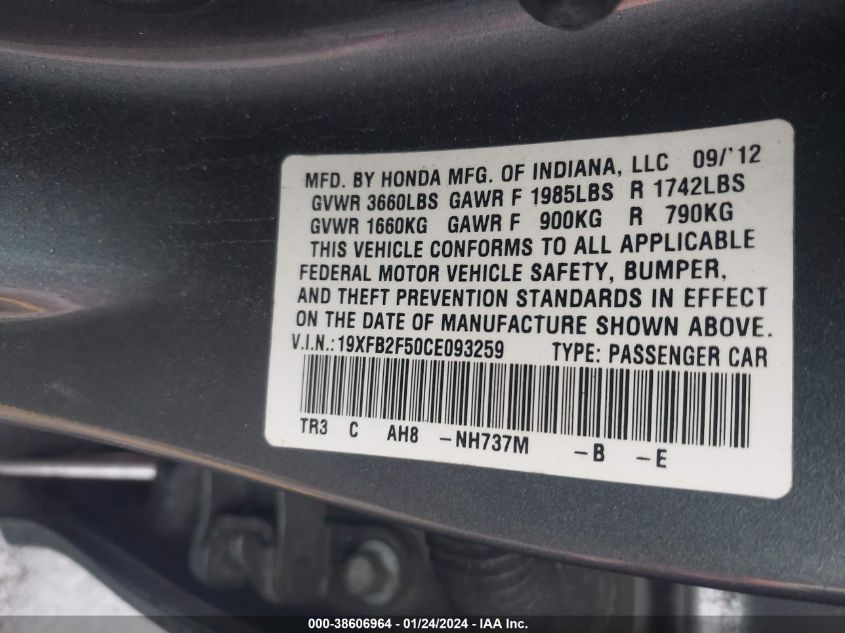 MFD. BY HONDA MFG. OF INDIANA, LLC 09/'12
GVWR 3660LBS GAWR F 1985LBS R 1742LBS
GVWR 1660KG GAWR F 900KG R 790KG
THIS VEHICLE CONFORMS TO ALL APPLICABLE
FEDERAL MOTOR VEHICLE SAFETY, BUMPER,
AND THEFT PREVENTION STANDARDS IN EFFECT
ON THE DATE OF MANUFACTURE SHOWN ABOVE.
V.I.N.:19XFB2F50CE093259 TYPE: PASSENGER CAR
TR3 C AH8 -NH737M -B -E
000-38606964 / 01/24/2024 - IAA Inc.